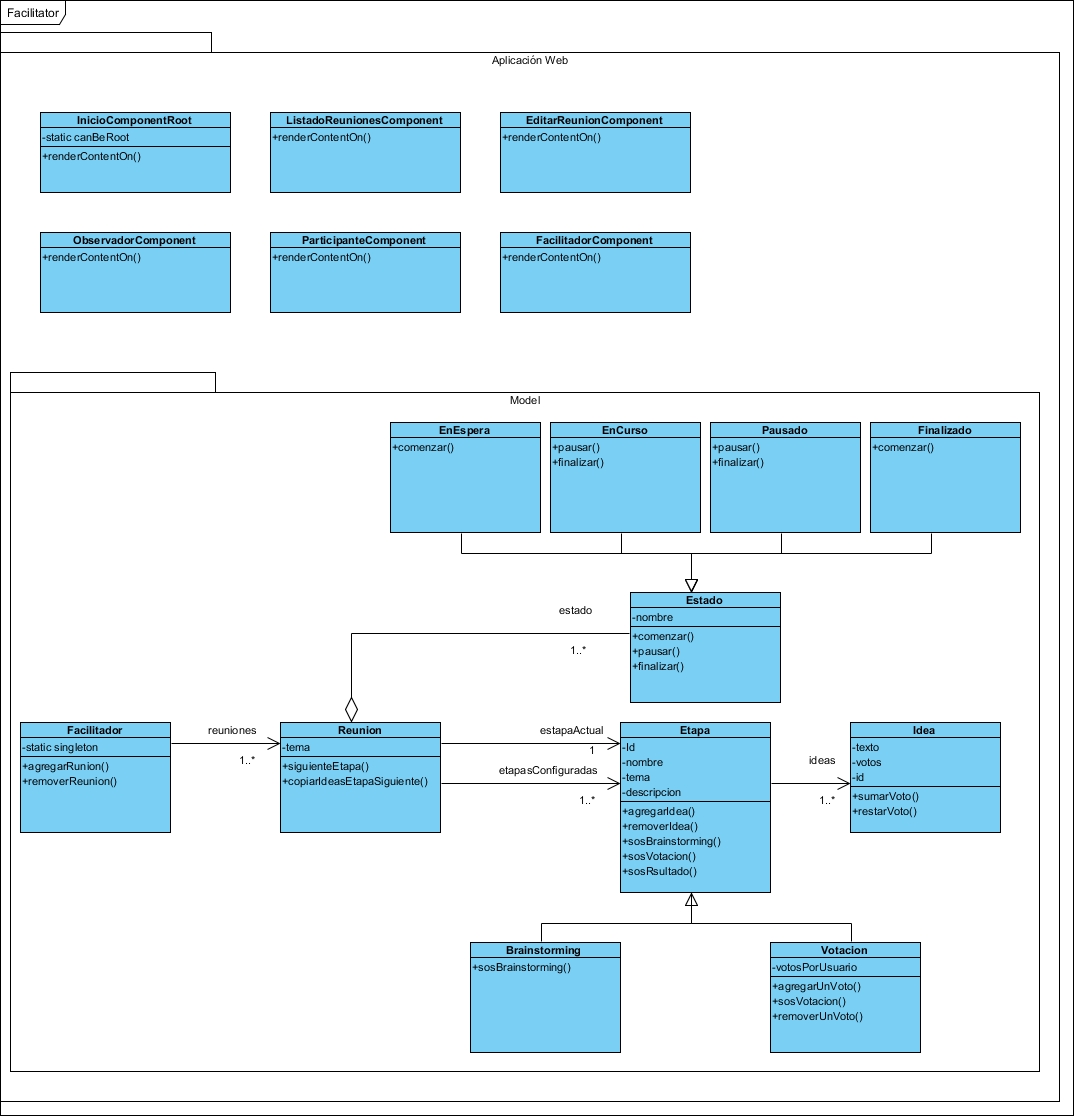 Facilitator
Aplicación Web
InicioComponentRoot
-static canBeRoot
+renderContentOn()
ListadoReunionesComponent
+renderContentOn()
EditarReunionComponent
+renderContentOn()
ObservadorComponent
+renderContentOn()
ParticipanteComponent
+renderContentOn()
FacilitadorComponent
+renderContentOn()
Model
EnEspera
+comenzar()
EnCurso
+pausar()
+finalizar()
Pausado
+pausar()
+finalizar()
Finalizado
+comenzar()
Estado
-nombre
+comenzar()
+pausar()
+finalizar()
estado
1..*
Facilitador
-static singleton
+agregarRunion()
+removerReunion()
reuniones
1..*
Reunion
-tema
+siguienteEtapa()
+copiarIdeasEtapaSiguiente()
estapaActual
1
etapasConfiguradas
1..*
Etapa
-Id
-nombre
-tema
-descripcion
+agregarIdea()
+removerIdea()
+sosBrainstorming()
+sosVotacion()
+sosRsultado()
ideas
1..*
Idea
-texto
-votos
-id
+sumarVoto()
+restarVoto()
Brainstorming
+sosBrainstorming()
Votacion
-votosPorUsuario
+agregarUnVoto()
+sosVotacion()
+removerUnVoto()